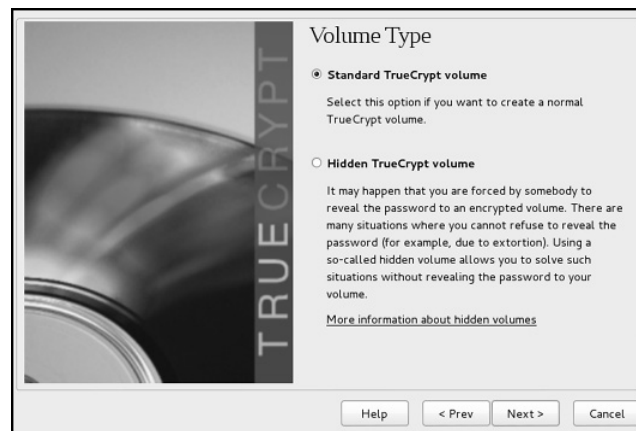 Volume Type
Standard TrueCrypt volume
Select this option if you want to create a normal
TrueCrypt volume.
Hidden TrueCrypt volume
It may happen that you are forced by somebody to
reveal the password to an encrypted volume. There are
many situations where you cannot refuse to reveal the
password (for example, due to extortion). Using a
so-called hidden volume allows you to solve such
situations without revealing the password to your
volume.
More information about hidden volumes
TRUECRYPT
Help
< Prev
Next >
Cancel